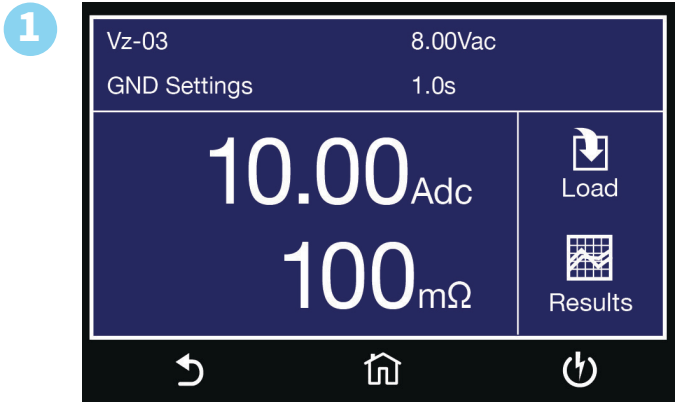 1
Vz-03 8.00Vac
GND Settings 1.0s
10.00Adc
100mΩ
Load
Results